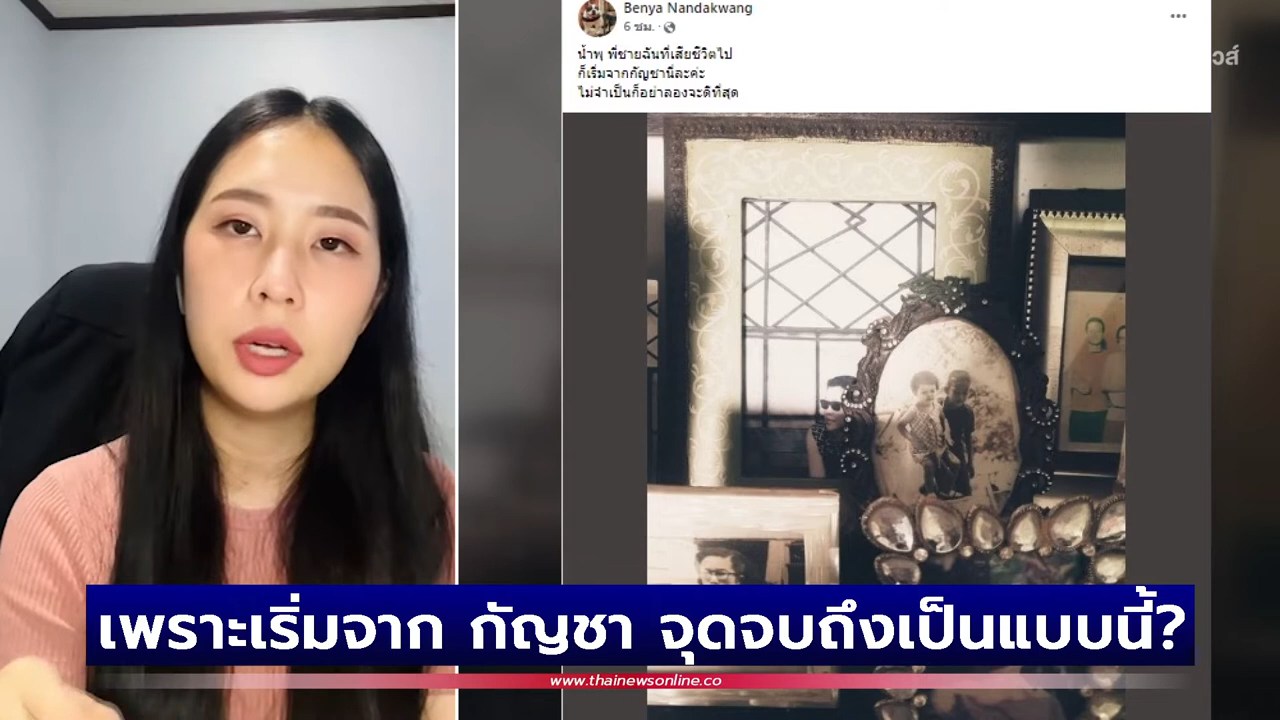 Benya Nandakwang
6 ชม.
น้ำพุ พี่ชายฉันที่เสียชีวิตไป
ก็เริ่มจากกัญชานี่ละค่ะ
ไม่จำเป็นก็อย่าลองจะดีที่สุด
วส์
เพราะเริ่มจาก กัญชา จุดจบถึงเป็นแบบนี้?
www.thainewsonline.co